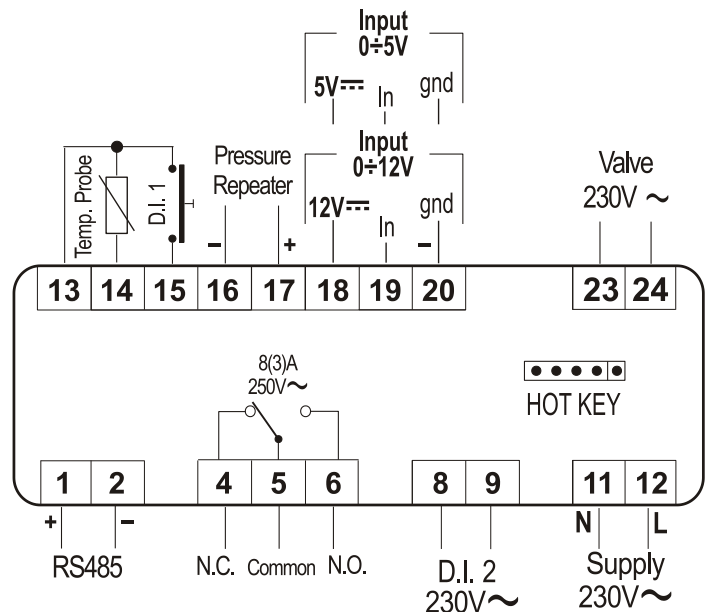 Input
0÷5V
5V⎓ In gnd
Input
0÷12V
12V⎓ In gnd
−
Temp. Probe
D.I. 1
Pressure
Repeater
− +
Valve
230V ~
13 14 15 16 17 18 19 20 23 24
8(3)A
250V~
HOT KEY
1 2 4 5 6 8 9 11 12
+ − N L
RS485
N.C. Common N.O.
D.I. 2
230V~
Supply
230V~